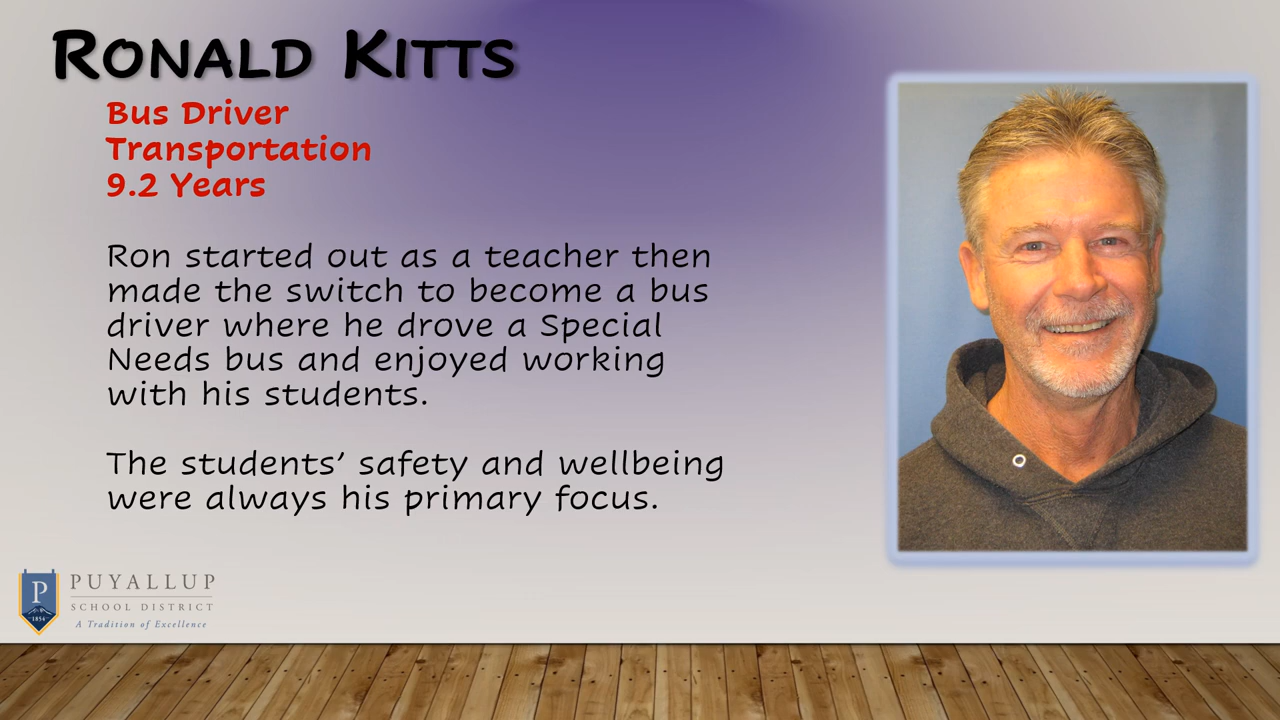 Ronald Kitts
Bus Driver
Transportation
9.2 Years
Ron started out as a teacher then
made the switch to become a bus
driver where he drove a Special
Needs bus and enjoyed working
with his students.
The students’ safety and wellbeing
were always his primary focus.
P
1854
PUYALLUP
SCHOOL DISTRICT
A Tradition of Excellence